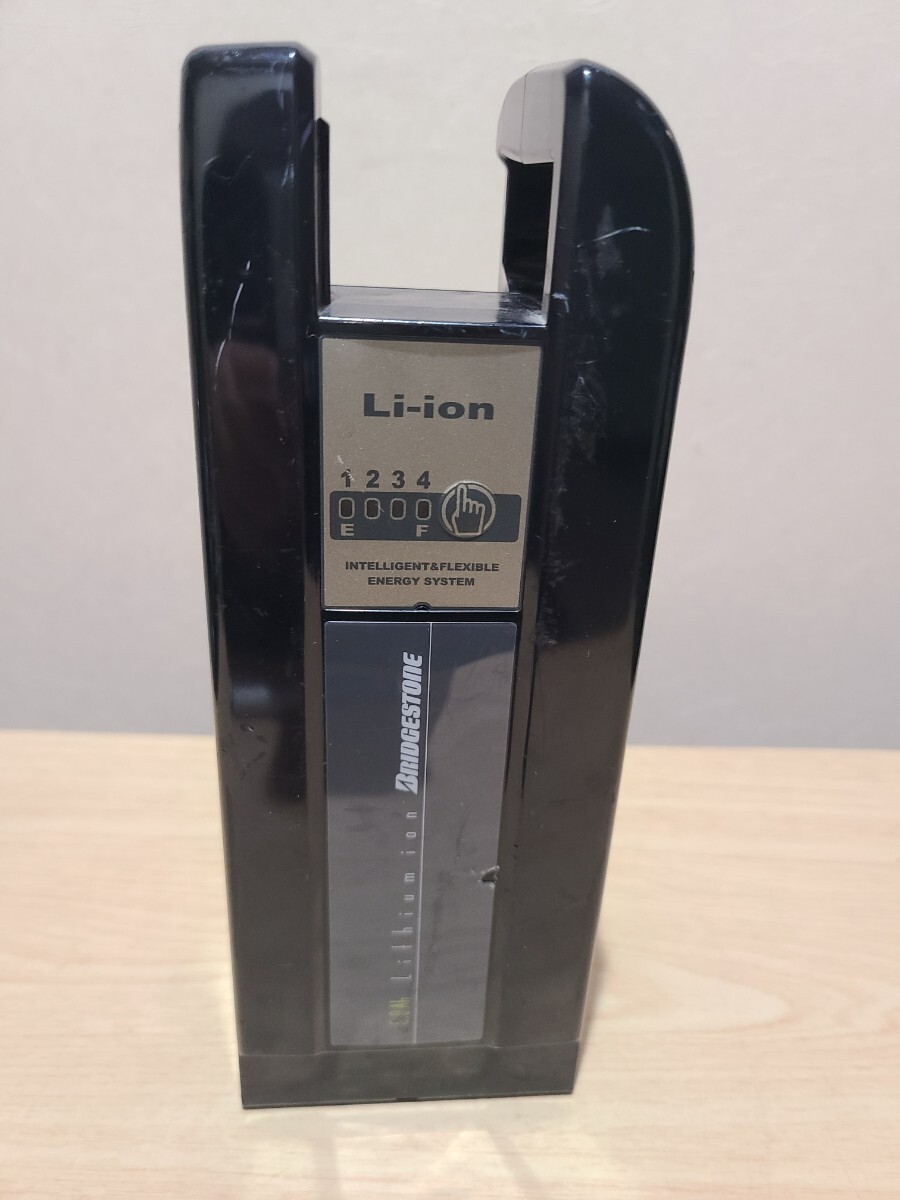 Li-ion
1 2 3 4
E F
INTELLIGENT&FLEXIBLE
ENERGY SYSTEM
Lithium ion BRIDGESTONE